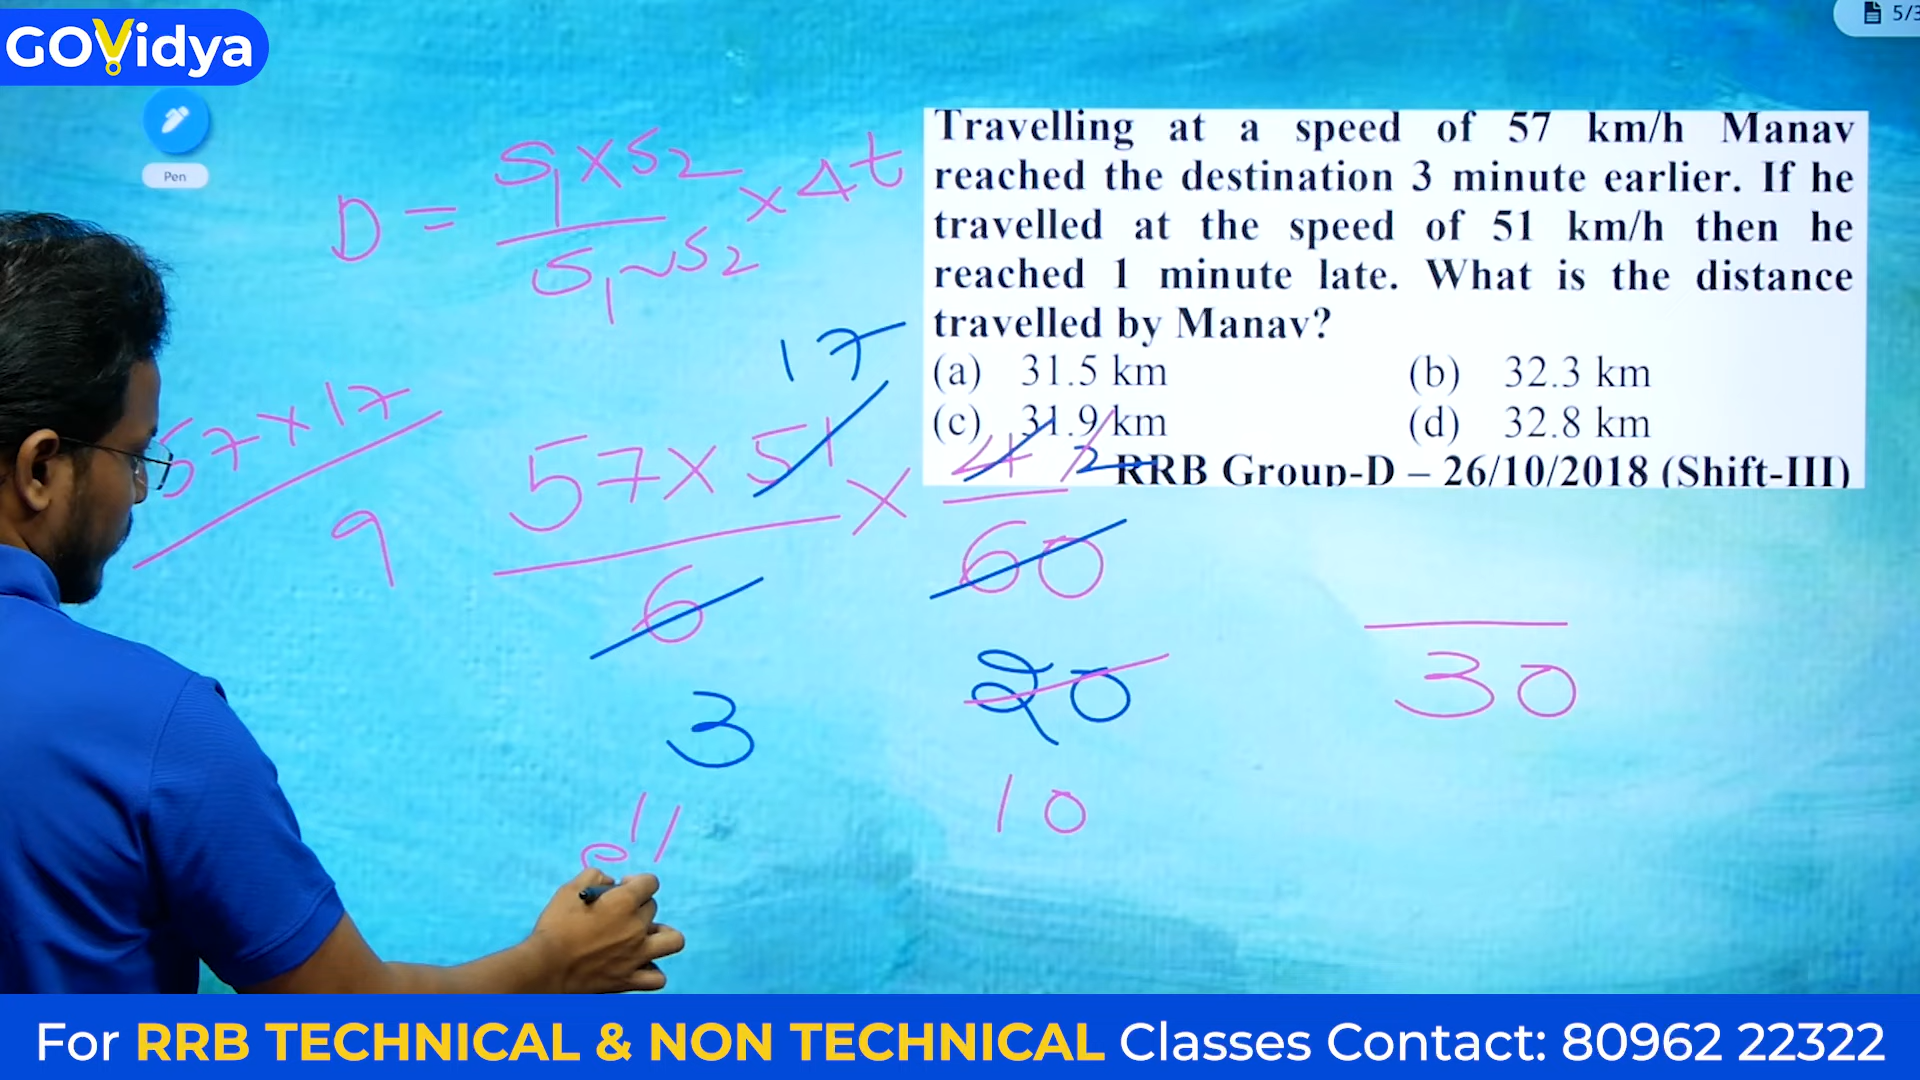 GOVidya
5/3
Pen
Travelling at a speed of 57 km/h Manav
reached the destination 3 minute earlier. If he
travelled at the speed of 51 km/h then he
reached 1 minute late. What is the distance
travelled by Manav?
(a) 31.5 km (b) 32.3 km
(c) 31.9 km (d) 32.8 km
RRB Group-D – 26/10/2018 (Shift-III)
D = S1 × S2 / S1 ~ S2 × Δt
17
57 × 17
9
57 × 51 × 4 2
6 60
3 20
10
30
For RRB TECHNICAL & NON TECHNICAL Classes Contact: 80962 22322